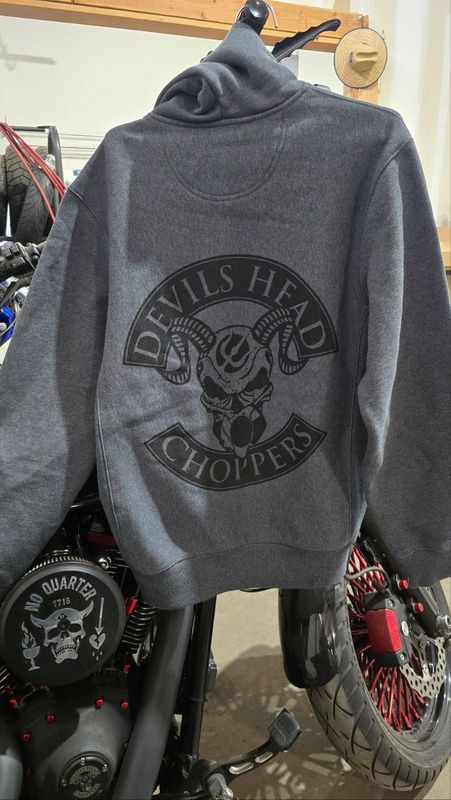 DEVILS HEAD
CHOPPERS
NO QUARTER
1718